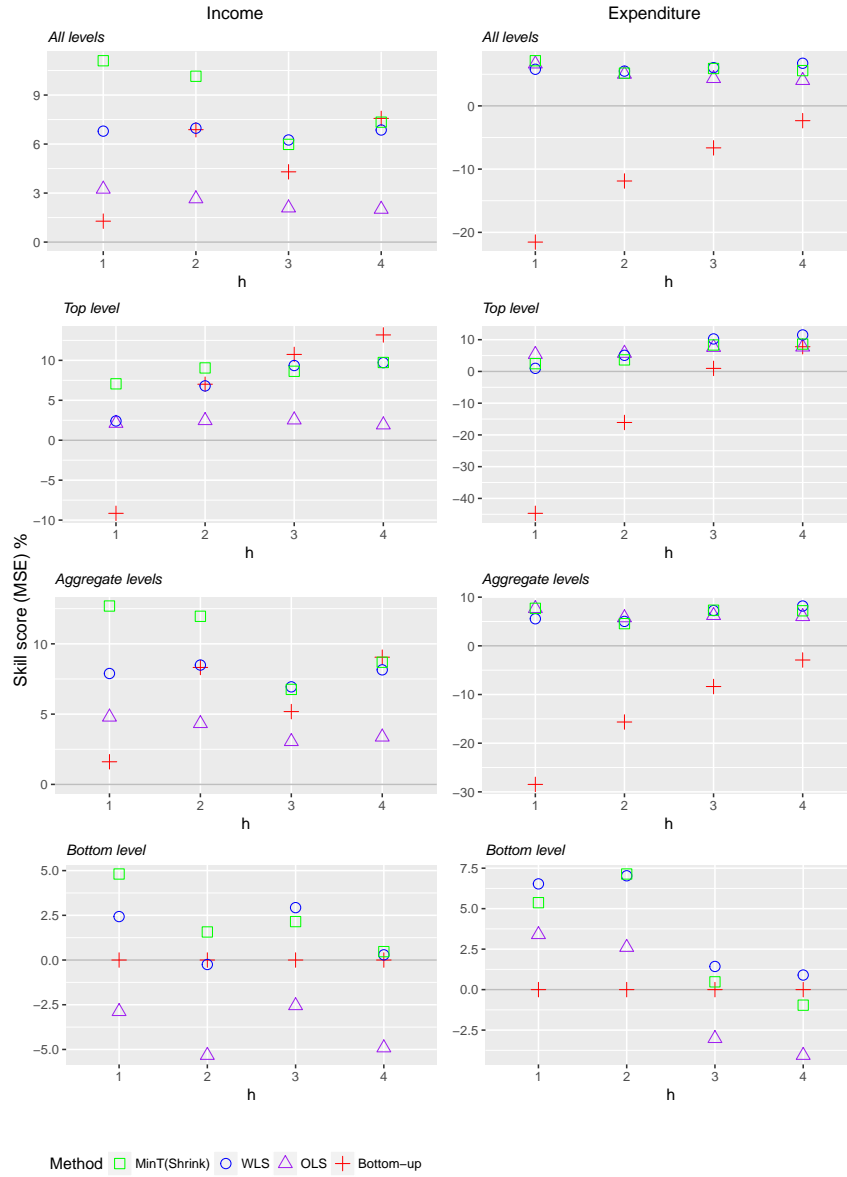 Income
Expenditure
All levels
All levels
9
6
3
0
1 2 3 4
h
0
−10
−20
1 2 3 4
h
Top level
Top level
10
5
0
−5
−10
1 2 3 4
h
10
0
−10
−20
−30
−40
1 2 3 4
h
Skill score (MSE) %
Aggregate levels
Aggregate levels
10
5
0
1 2 3 4
h
10
0
−10
−20
−30
1 2 3 4
h
Bottom level
Bottom level
5.0
2.5
0.0
−2.5
−5.0
1 2 3 4
h
7.5
5.0
2.5
0.0
−2.5
1 2 3 4
h
Method MinT(Shrink) WLS OLS Bottom−up